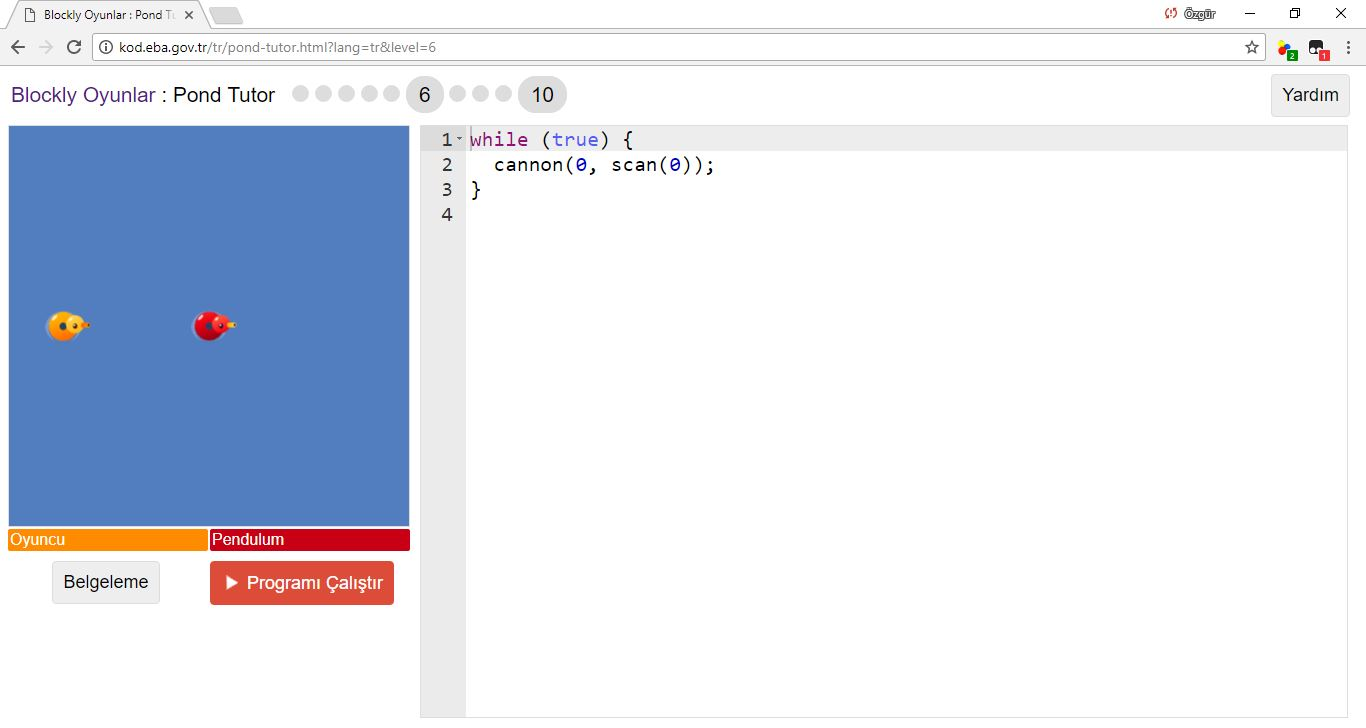 Blockly Oyunlar : Pond Tu
Özgür
kod.eba.gov.tr/tr/pond-tutor.html?lang=tr&level=6
2
1
Blockly Oyunlar : Pond Tutor 6 10
Yardım
1 while (true) {
2 cannon(0, scan(0));
3 }
4
Oyuncu Pendulum
Belgeleme Programı Çalıştır